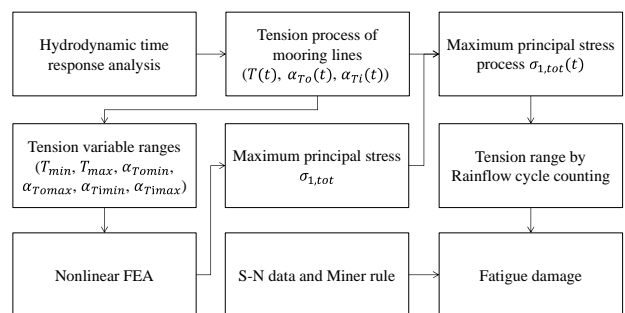 Hydrodynamic time
response analysis
Tension process of
mooring lines
(T(t), α_To(t), α_Ti(t))
Maximum principal stress
process σ_1,tot(t)
Tension variable ranges
(T_min, T_max, α_Tomin,
α_Tomax, α_Timin, α_Timax)
Maximum principal stress
σ_1,tot
Tension range by
Rainflow cycle counting
Nonlinear FEA
S-N data and Miner rule
Fatigue damage